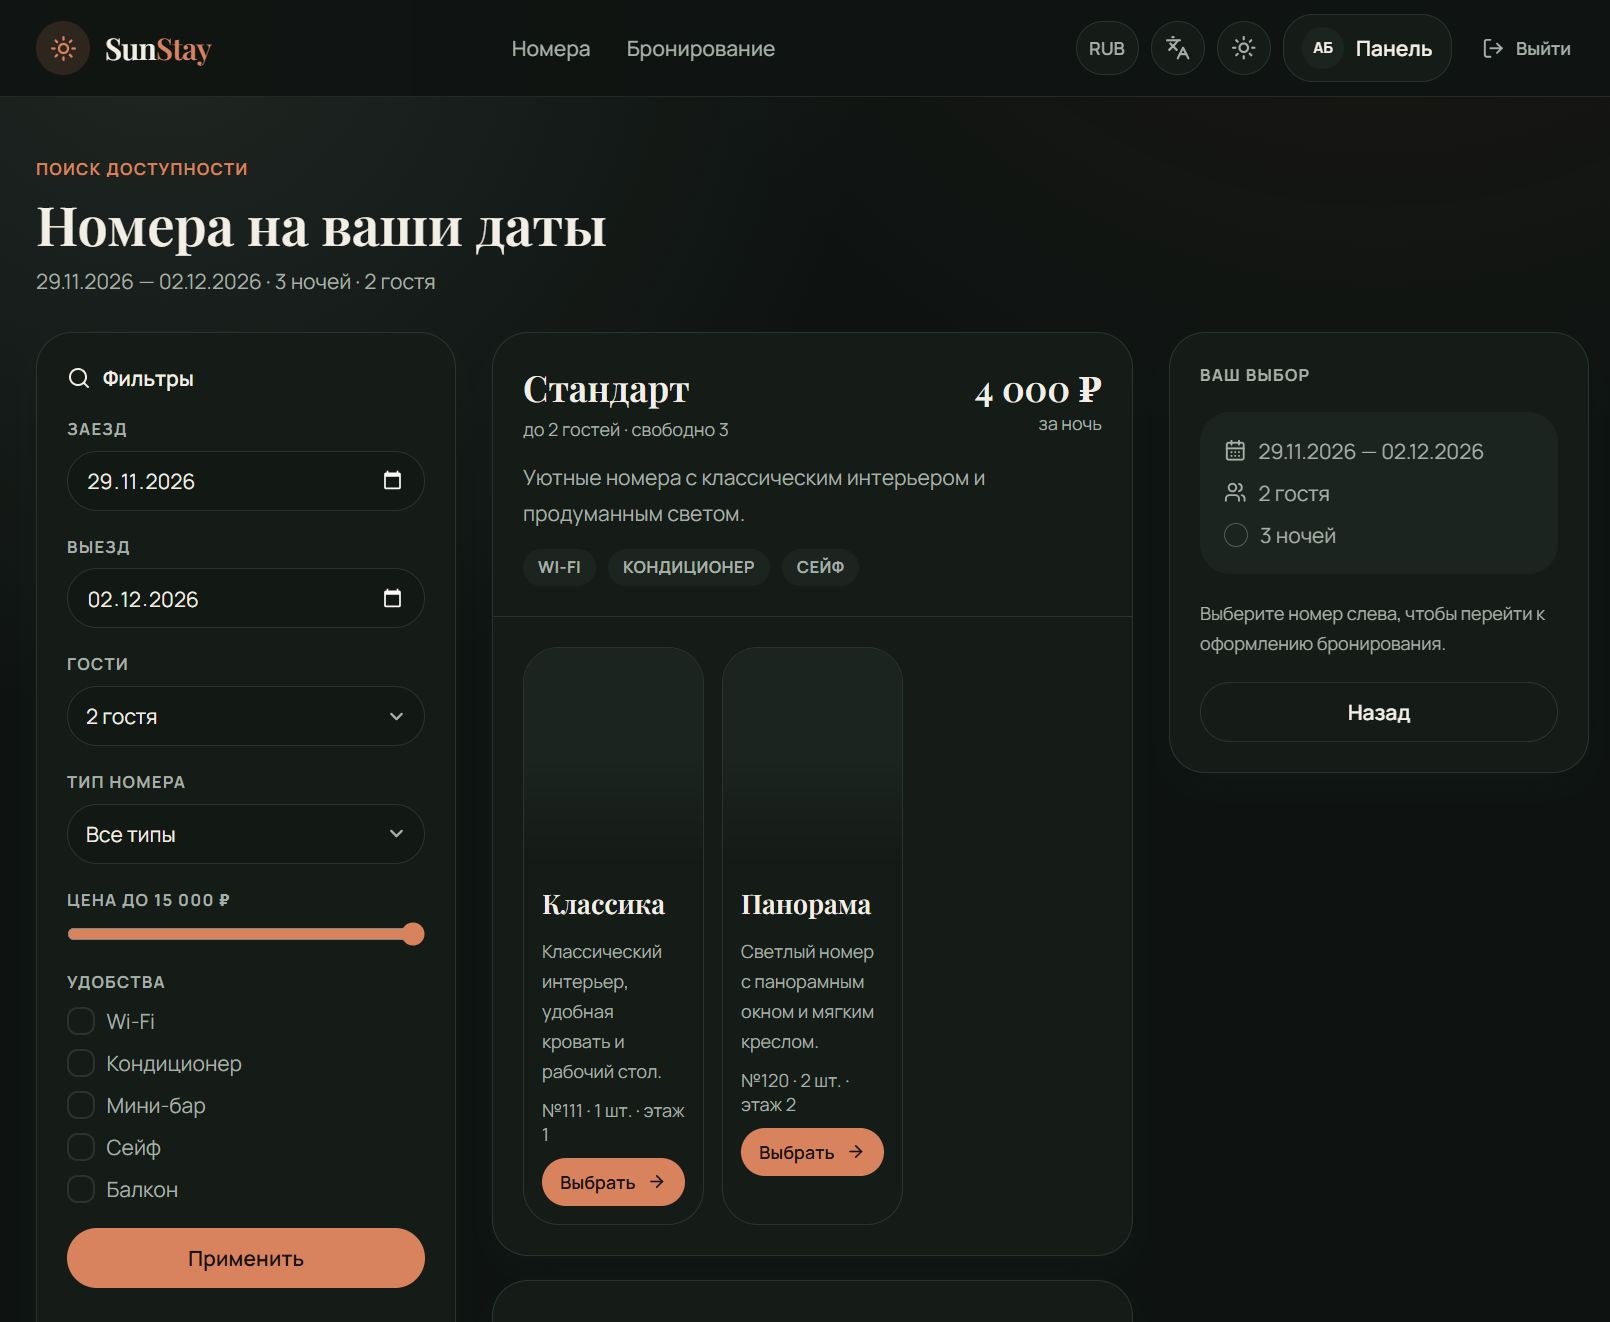 SunStay
Номера
Бронирование
RUB
АБ
Панель
Выйти
ПОИСК ДОСТУПНОСТИ
Номера на ваши даты
29.11.2026 — 02.12.2026 · 3 ночей · 2 гостя
Фильтры
ЗАЕЗД
29.11.2026
ВЫЕЗД
02.12.2026
ГОСТИ
2 гостя
ТИП НОМЕРА
Все типы
ЦЕНА ДО 15 000 ₽
УДОБСТВА
Wi-Fi
Кондиционер
Мини-бар
Сейф
Балкон
Применить
Стандарт
4 000 ₽
до 2 гостей · свободно 3
за ночь
Уютные номера с классическим интерьером и
продуманным светом.
WI-FI
КОНДИЦИОНЕР
СЕЙФ
Классика
Классический
интерьер,
удобная
кровать и
рабочий стол.
№111 · 1 шт. · этаж
1
Выбрать
Панорама
Светлый номер
с панорамным
окном и мягким
креслом.
№120 · 2 шт. ·
этаж 2
Выбрать
ВАШ ВЫБОР
29.11.2026 — 02.12.2026
2 гостя
3 ночей
Выберите номер слева, чтобы перейти к
оформлению бронирования.
Назад